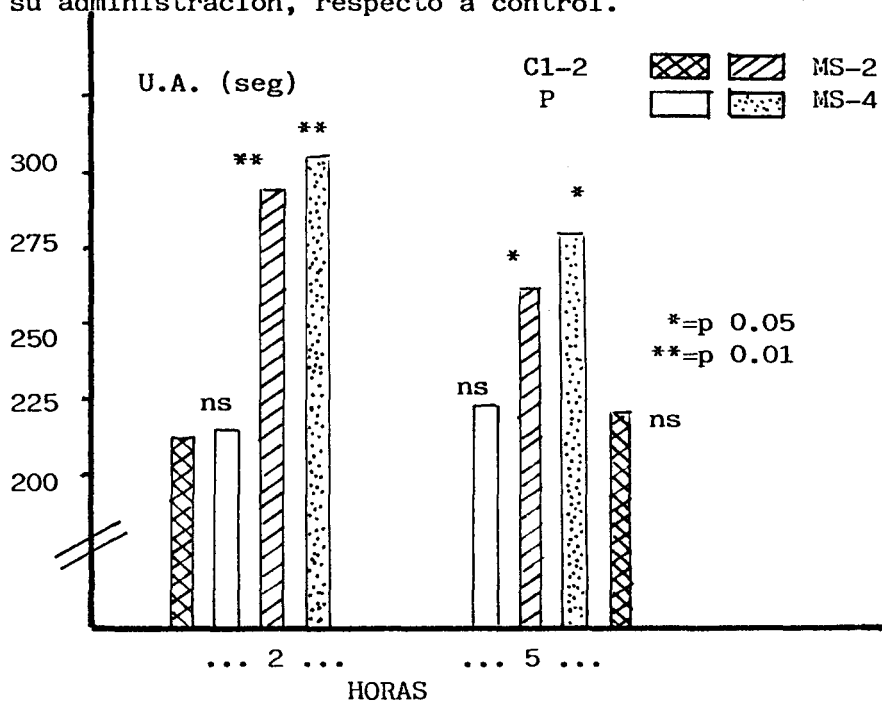 su administración, respecto a control.
U.A. (seg)
C1-2 MS-2
P MS-4
**
**
300
*
275
*
*=p 0.05
250
**=p 0.01
ns
225
ns
ns
200
... 2 ... ... 5 ...
HORAS